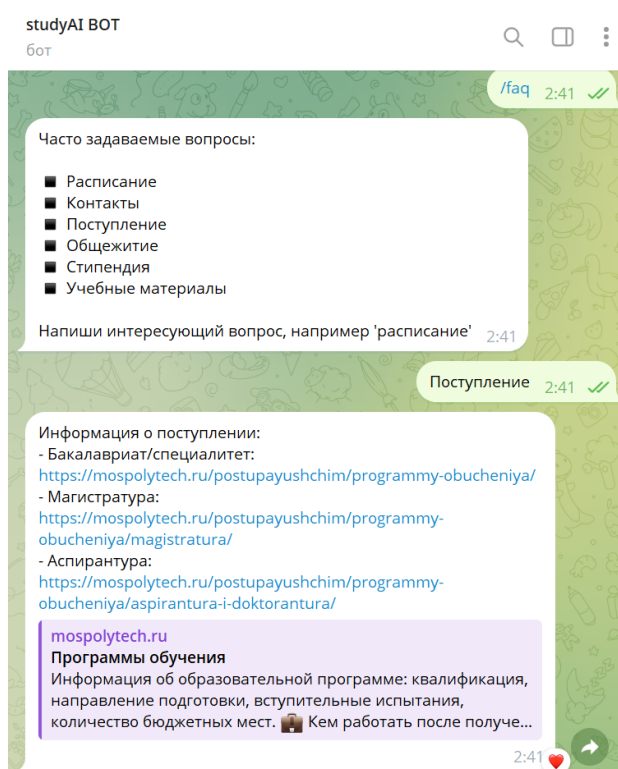 studyAI BOT
бот
/faq 2:41
Часто задаваемые вопросы:
▪️ Расписание
▪️ Контакты
▪️ Поступление
▪️ Общежитие
▪️ Стипендия
▪️ Учебные материалы
Напиши интересующий вопрос, например 'расписание' 2:41
Поступление 2:41
Информация о поступлении:
- Бакалавриат/специалитет:
https://mospolytech.ru/postupayushchim/programmy-obucheniya/
- Магистратура:
https://mospolytech.ru/postupayushchim/programmy-
obucheniya/magistratura/
- Аспирантура:
https://mospolytech.ru/postupayushchim/programmy-
obucheniya/aspirantura-i-doktorantura/
mospolytech.ru
Программы обучения
Информация об образовательной программе: квалификация,
направление подготовки, вступительные испытания,
количество бюджетных мест. 💼 Кем работать после получе...
2:41